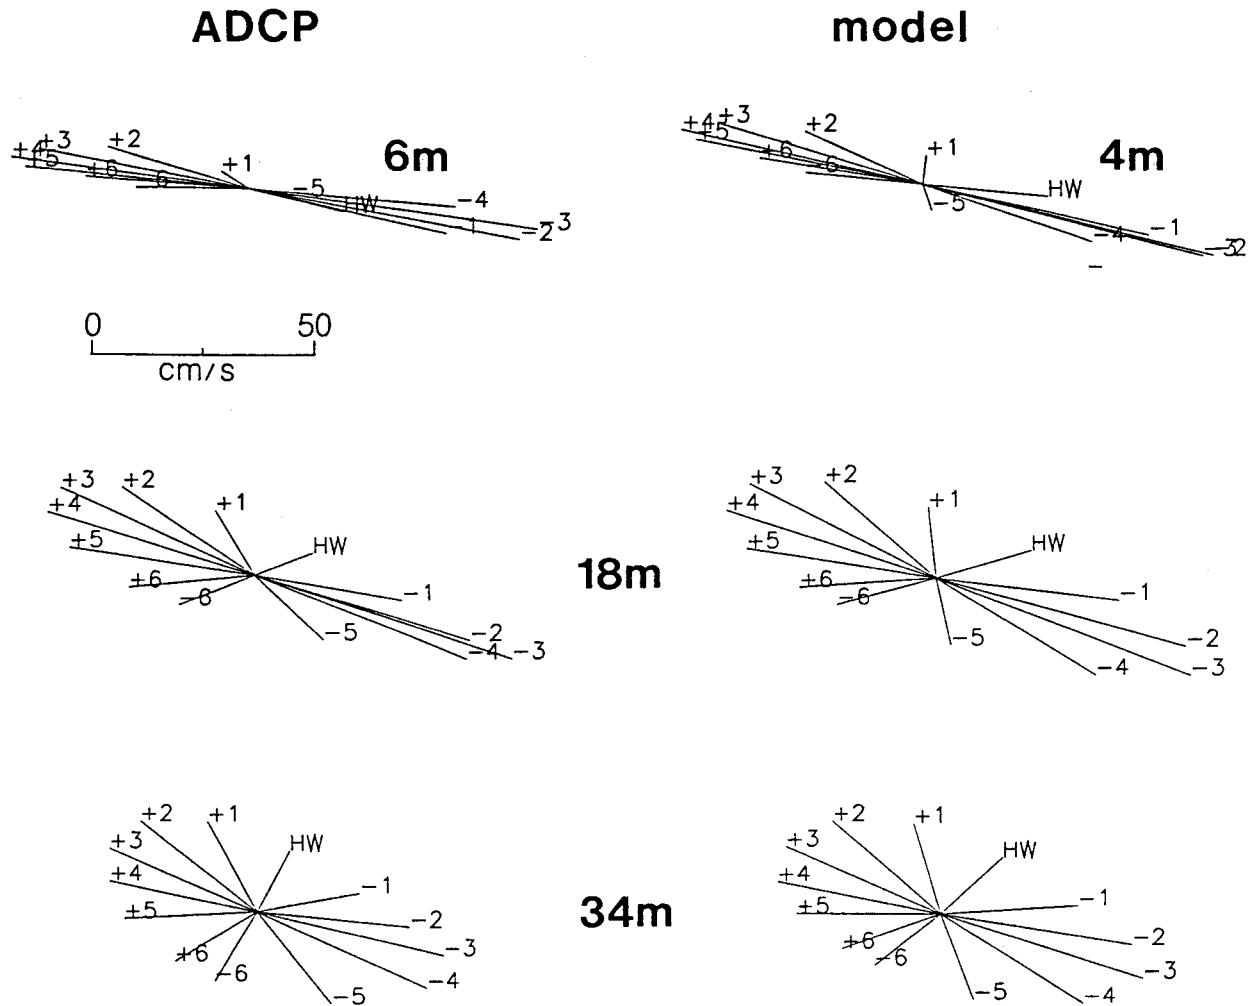 ADCP model
+4 +3 +2
+5 +6 -6 +1 6m
-5 HW -4
-1 -2 -3
+4 +3 +2
+5 +6 -6 +1 4m
HW
-5 -4 -1 -3 -2
0 50
cm/s
+3 +2
+4 +1
+5 HW
+6 -6 -1
-5 -2 -4 -3
18m
+3 +2
+4 +1
+5 HW
+6 -6 -1
-5 -4 -2 -3
+2 +1
+3 HW
+4 -1
+5 -2
+6 -6 -3
-5 -4
34m
+2 +1
+3 HW
+4 -1
+5 -2
+6 -6 -3
-5 -4